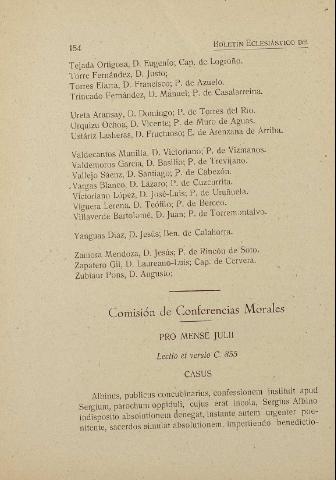 154
BOLETÍN ECLESIÁSTICO DEL
Tejada Ortigosa, D. Eugenio; Cap. de Logroño.
Torre Fernández, D. Justo;
Torres Elarra, D. Francisco; P. de Azuelo.
Trincado Fernández, D. Manuel; P. de Casalarreina.
Ureta Aransay, D. Domingo; P. de Torres del Río.
Urquizu Ochoa, D. Vicente; P. de Muro de Aguas.
Ustáriz Lasheras, D. Fructuoso; E. de Arenzana de Arriba.
Valdecantos Munilla, D. Victoriano; P. de Vizmanos.
Valdemoros García, D. Basilio; P. de Trevijano.
Vallejo Sáenz, D. Santiago; P. de Cabezón.
Vargas Blanco, D. Lázaro; P. de Cuzcurrita.
Victoriano López, D. José-Luis; P. de Uruñuela.
Viguera Lerena, D. Teófilo; P. de Berceo.
Villaverde Bartolomé, D. Juan; P. de Torremontalvo.
Yanguas Díaz, D. Jesús; Ben. de Calahorra.
Zamora Mendoza, D. Jesús; P. de Rincón de Soto.
Zapatero Gil, D. Laureano-Luis; Cap. de Cervera.
Zubiaur Pons, D. Augusto;
Comisión de Conferencias Morales
PRO MENSE JULII
Lectio et versio C. 855
CASUS
Albinus, publicus concubinarius, confessionem instituit apud
Sergium, parochum oppiduli, cujus erat incola, Sergius Albino
indisposito absolutionem denegat, instante autem urgenter poe-
nitente, sacerdos simulat absolutionem, impertiendo benedictio-